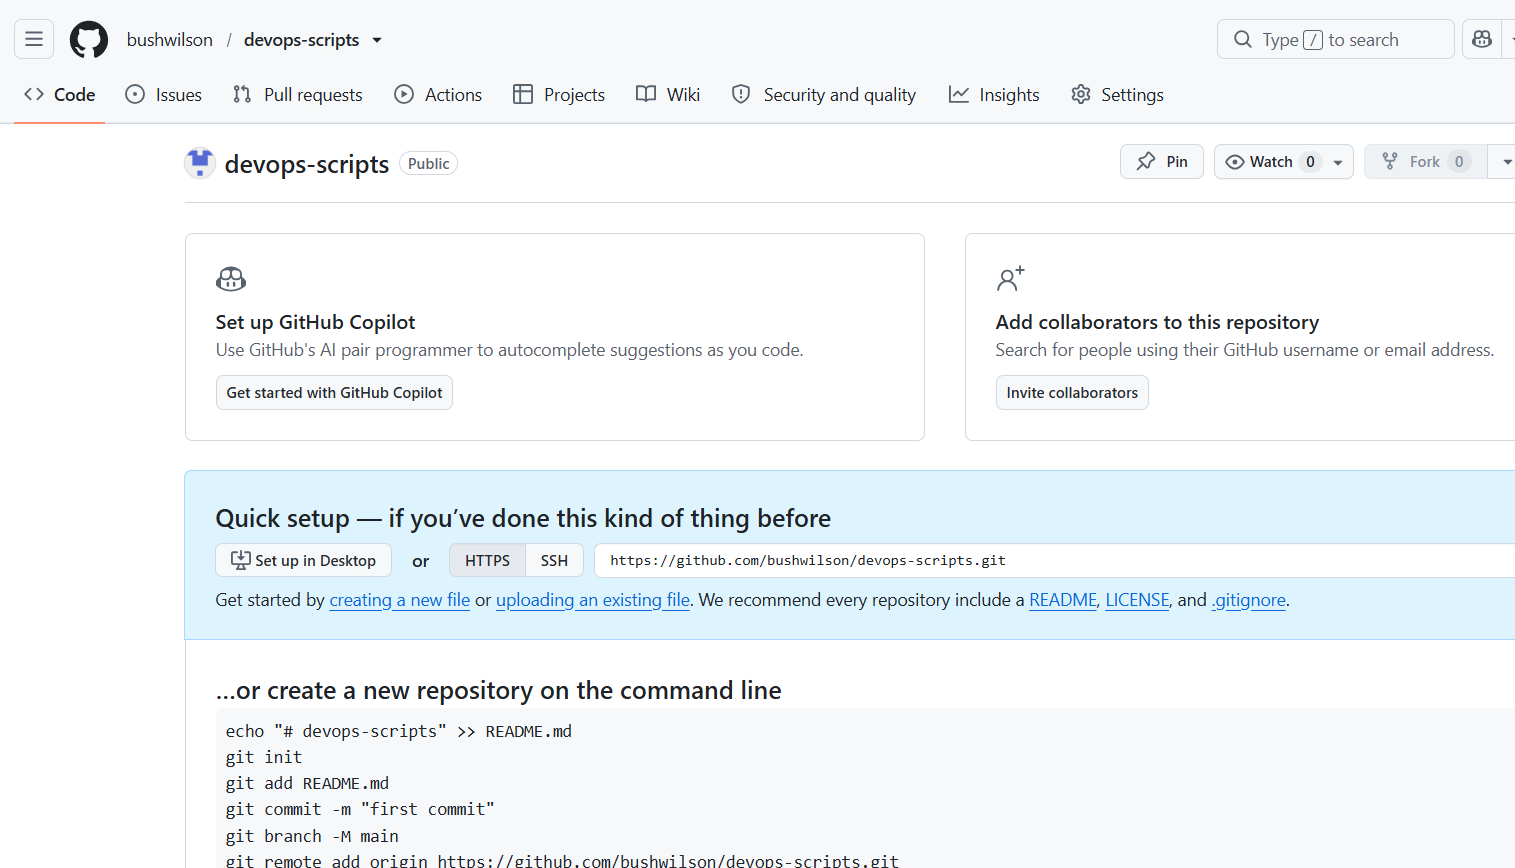 bushwilson / devops-scripts
Type / to search
Code Issues Pull requests Actions Projects Wiki Security and quality Insights Settings
devops-scripts Public
Pin Watch 0 Fork 0
Set up GitHub Copilot
Use GitHub's AI pair programmer to autocomplete suggestions as you code.
Get started with GitHub Copilot
Add collaborators to this repository
Search for people using their GitHub username or email address.
Invite collaborators
Quick setup — if you’ve done this kind of thing before
Set up in Desktop or HTTPS SSH https://github.com/bushwilson/devops-scripts.git
Get started by creating a new file or uploading an existing file. We recommend every repository include a README, LICENSE, and .gitignore.
…or create a new repository on the command line
echo "# devops-scripts" >> README.md
git init
git add README.md
git commit -m "first commit"
git branch -M main
git remote add origin https://github.com/bushwilson/devops-scripts.git